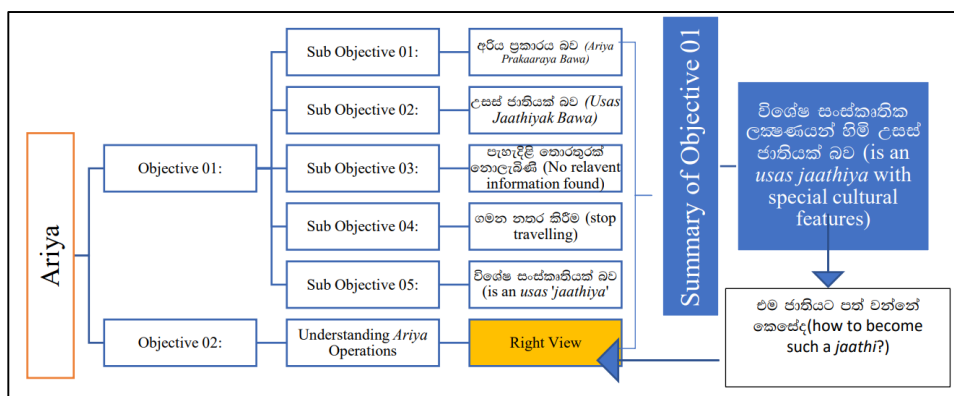 Ariya
Objective 01:
Sub Objective 01:
අරිය ප්‍රකාරය බව (Ariya
Prakaaraya Bawa)
Sub Objective 02:
උසස් ජාතියක් බව (Usas
Jaathiyak Bawa)
Sub Objective 03:
පැහැදිළි තොරතුරක්
නොලැබිණි (No relavent
information found)
Sub Objective 04:
ගමන නතර කිරීම (stop
travelling)
Sub Objective 05:
විශේෂ සංස්කෘතියක් බව
(is an usas 'jaathiya'
Objective 02:
Understanding Ariya
Operations
Right View
Summary of Objective 01
විශේෂ සංස්කෘතික
ලක්‍ෂණයන් හිමි උසස්
ජාතියක් බව (is an
usas jaathiya with
special cultural
features)
එම ජාතියට පත් වන්නේ
කෙසේද(how to become
such a jaathi?)